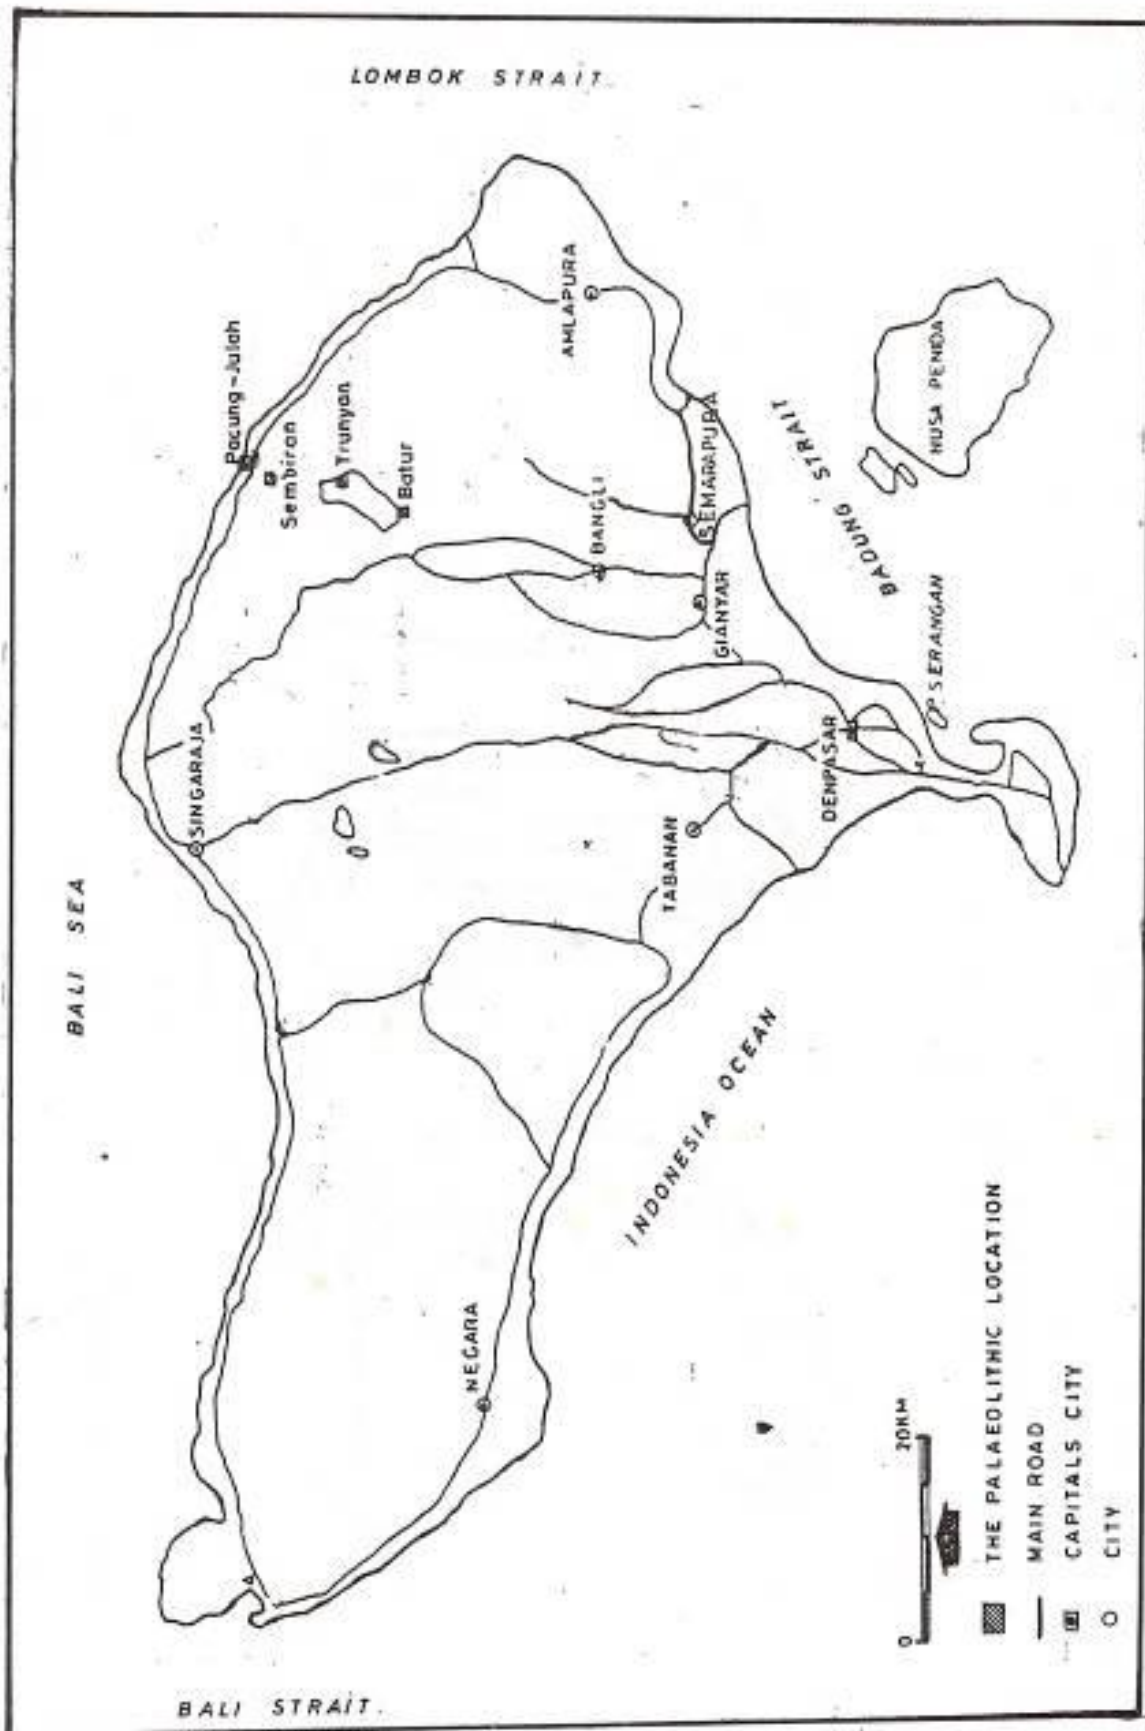 LOMBOK STRAIT.
BALI SEA
Pacung-Julah
Sembiran
Trunyan
Batur
SINGARAJA
AMLAPURA
BANGLI
SEMARAPURA
GIANYAR
TABANAN
DENPASAR
NEGARA
BADUNG STRAIT
NUSA PENIDA
P SERANGAN
INDONESIA OCEAN
BALI STRAIT.
0 20KM
THE PALAEOLITHIC LOCATION
MAIN ROAD
CAPITALS CITY
CITY